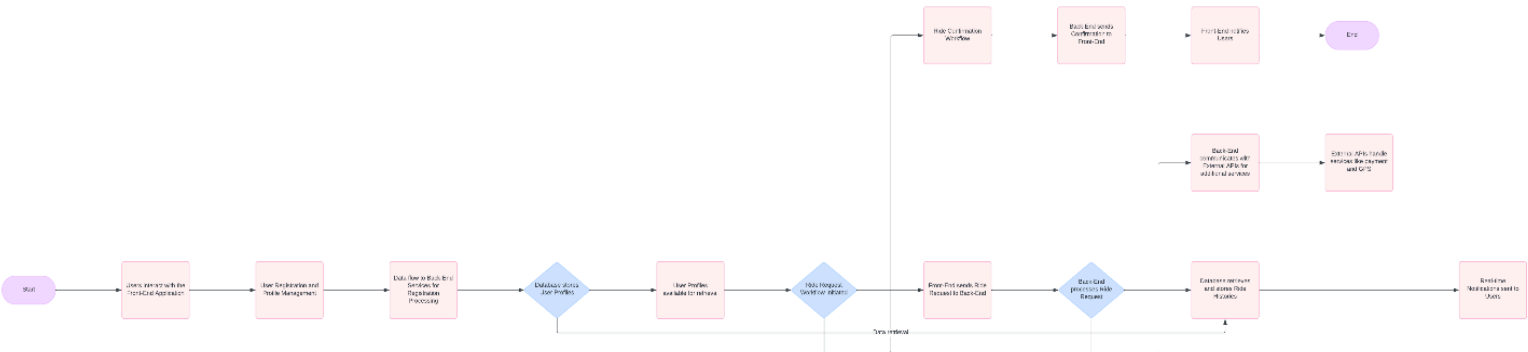 Ride Confirmation
Workflow
Back-End sends
Confirmation to
Front-End
Front-End notifies
Users
End
Back-End
communicates with
External APIs for
additional services
External APIs handle
services like payment
and GPS
Start
Users interact with the
Front-End Application
User Registration and
Profile Management
Data flow to Back-End
Services for
Registration
Processing
Database stores
User Profiles
User Profiles
available for retrieval
Ride Request
Workflow Initiated
Front-End sends Ride
Request to Back-End
Back-End
processes Ride
Request
Database retrieves
and stores Ride
Histories
Real-time
Notifications sent to
Users
Data retrieval